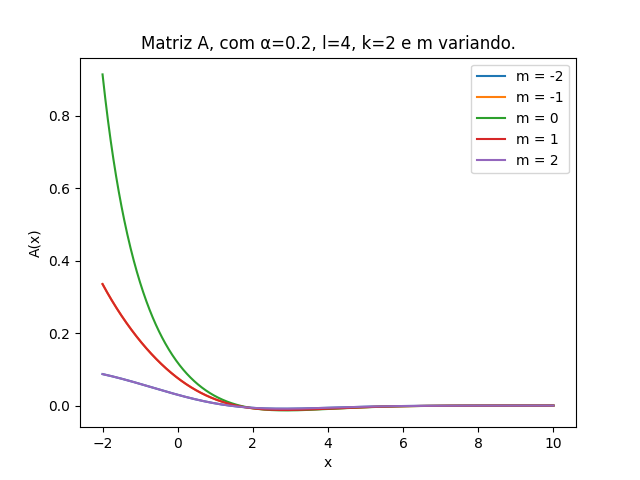 Matriz A, com α=0.2, l=4, k=2 e m variando.
m = -2
m = -1
m = 0
m = 1
m = 2
A(x)
0.8
0.6
0.4
0.2
0.0
−2 0 2 4 6 8 10
x